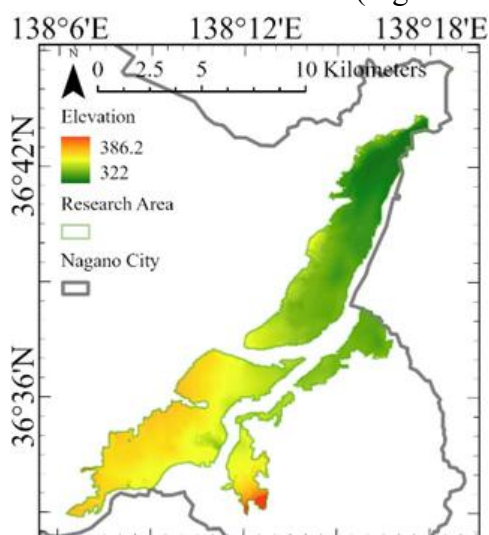 138°6′E 138°12′E 138°18′E
N
0 2.5 5 10 Kilometers
Elevation
386.2
322
Research Area
Nagano City
36°42′N
36°36′N